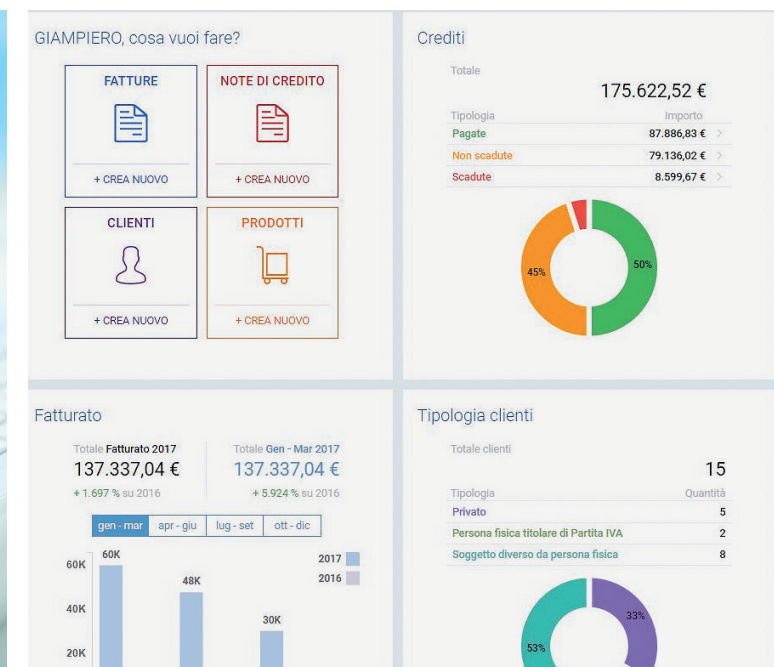 GIAMPIERO, cosa vuoi fare?
FATTURE
NOTE DI CREDITO
+ CREA NUOVO
+ CREA NUOVO
CLIENTI
PRODOTTI
+ CREA NUOVO
+ CREA NUOVO
Crediti
Totale
175.622,52 €
Tipologia Importo
Pagate 87.886,83 € >
Non scadute 79.136,02 € >
Scadute 8.599,67 € >
45%
50%
Fatturato
Totale Fatturato 2017
137.337,04 €
+ 1.697 % su 2016
Totale Gen - Mar 2017
137.337,04 €
+ 5.924 % su 2016
gen - mar apr - giu lug - set ott - dic
60K
40K
20K
60K
48K
30K
2017
2016
Tipologia clienti
Totale clienti
15
Tipologia Quantità
Privato 5
Persona fisica titolare di Partita IVA 2
Soggetto diverso da persona fisica 8
33%
53%